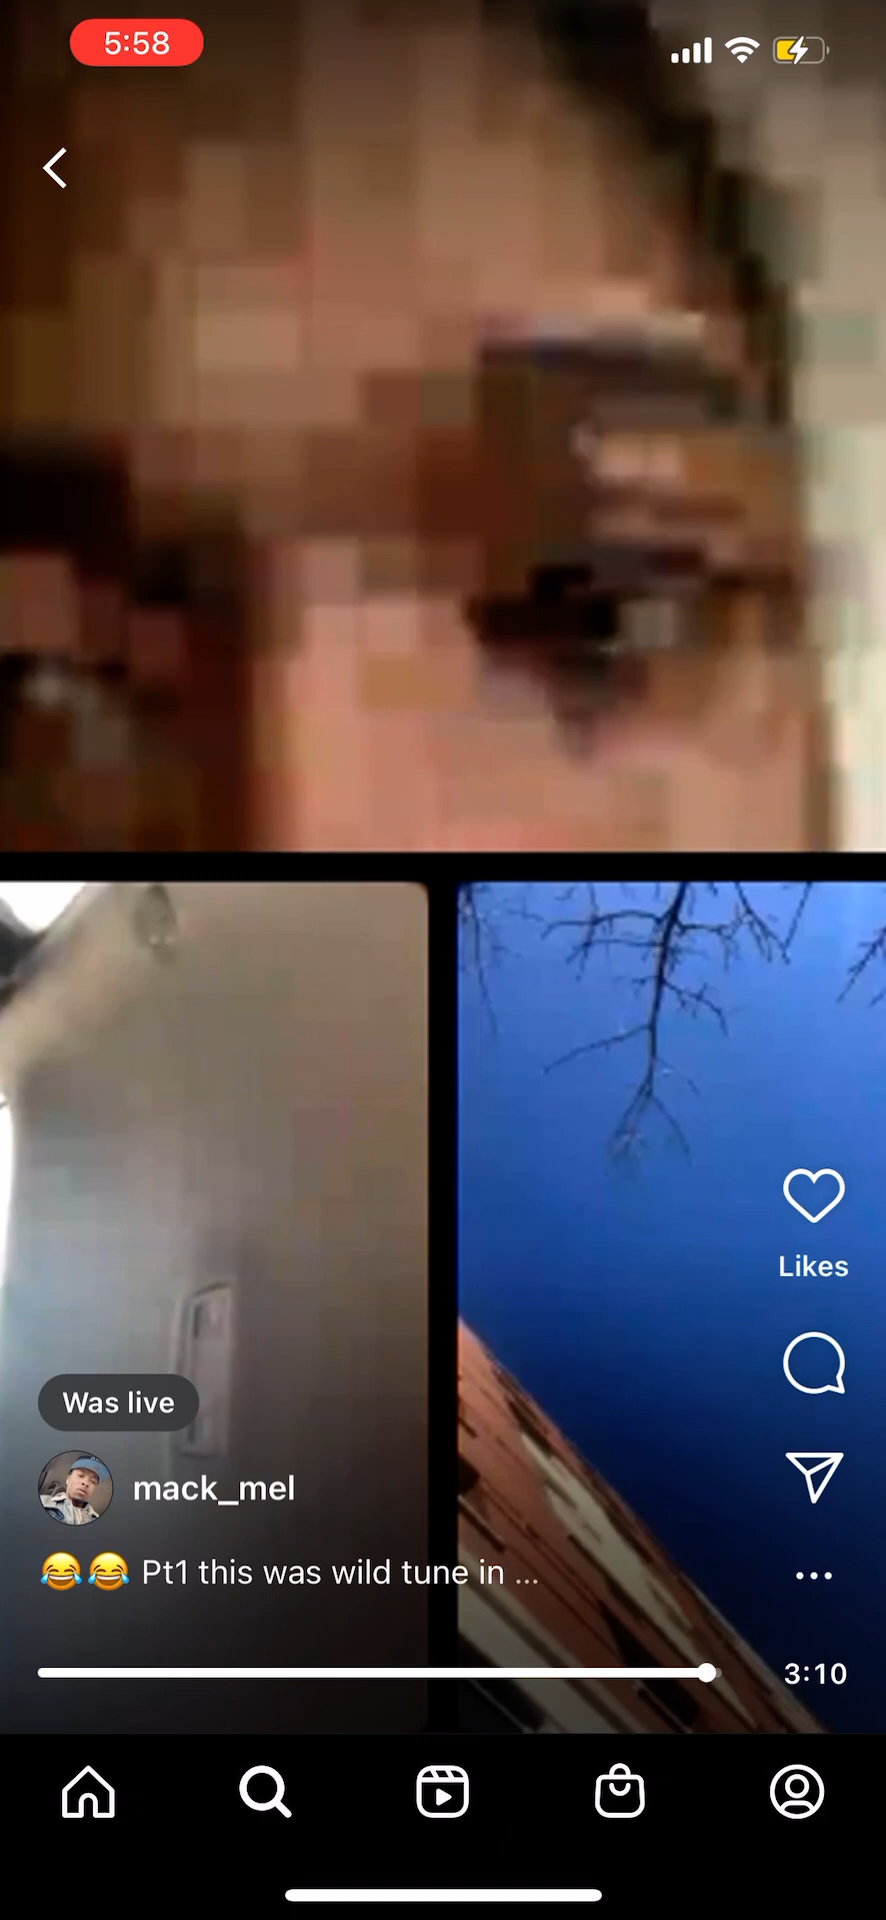 5:58
Likes
Was live
mack_mel
😂😂 Pt1 this was wild tune in ...
3:10